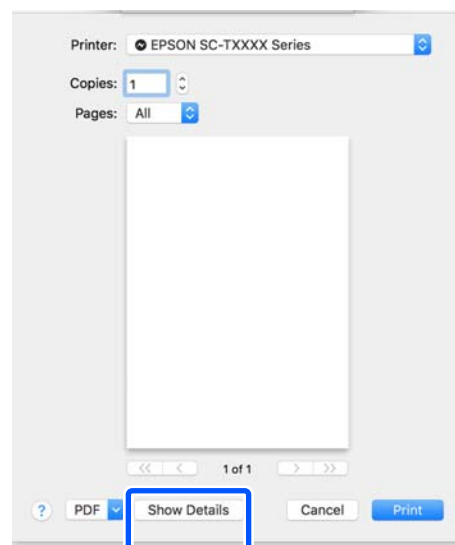 Printer: EPSON SC-TXXXX Series
Copies: 1
Pages: All
<< < 1 of 1 > >>
? PDF Show Details Cancel Print